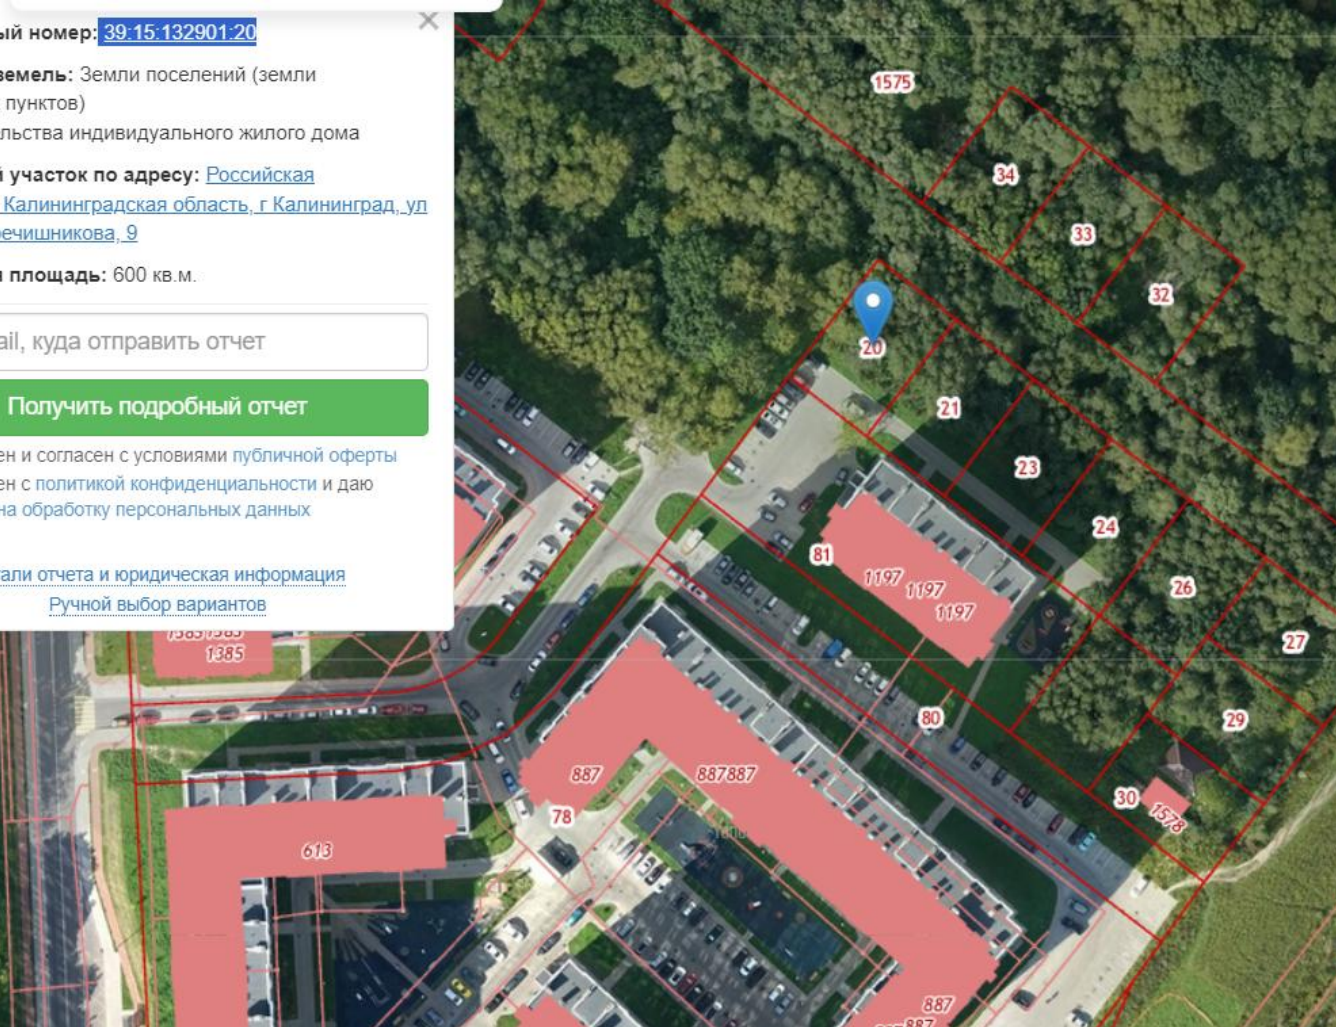 ый номер: 39:15:132901:20
земель: Земли поселений (земли
пунктов)
льства индивидуального жилого дома
й участок по адресу: Российская
Калининградская область, г Калининград, ул
ечишникова, 9
площадь: 600 кв.м.
ail, куда отправить отчет
Получить подробный отчет
ен и согласен с условиями публичной оферты
ен с политикой конфиденциальности и даю
на обработку персональных данных
али отчета и юридическая информация
Ручной выбор вариантов
1575
34
33
32
20
21
23
24
26
27
29
30
1578
81
1197 1197
1197
80
1385 1385
1385
887
887887
78
613
887
887